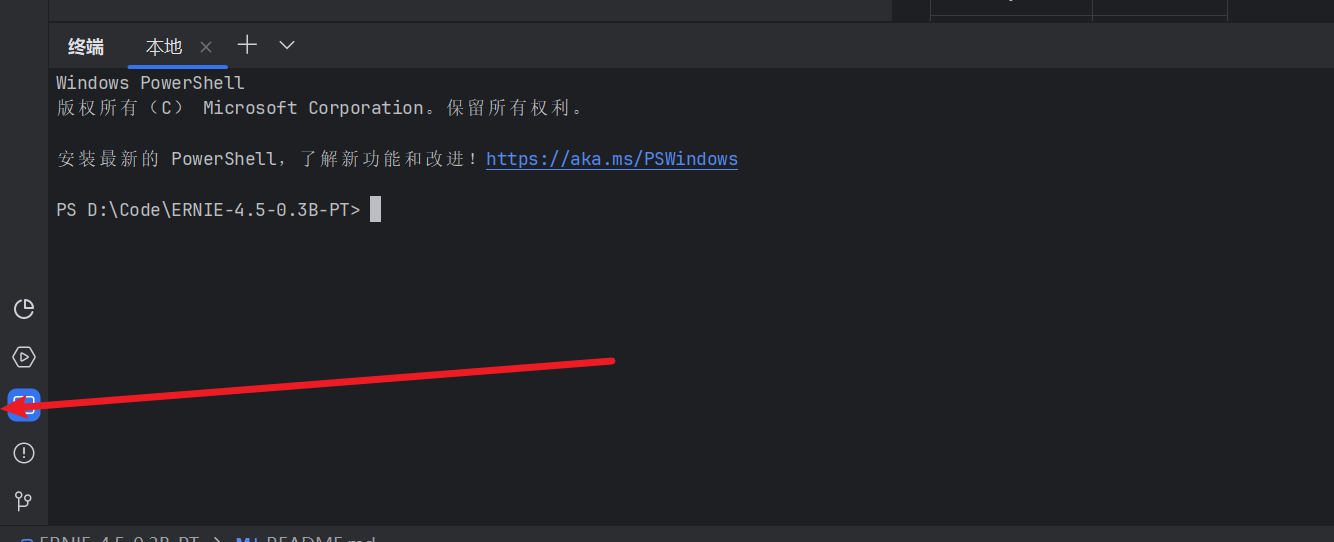 终端 本地
Windows PowerShell
版权所有（C） Microsoft Corporation。保留所有权利。
安装最新的 PowerShell，了解新功能和改进！https://aka.ms/PSWindows
PS D:\Code\ERNIE-4.5-0.3B-PT>
ERNIE-4.5-0.3B-PT > M↓ README.md